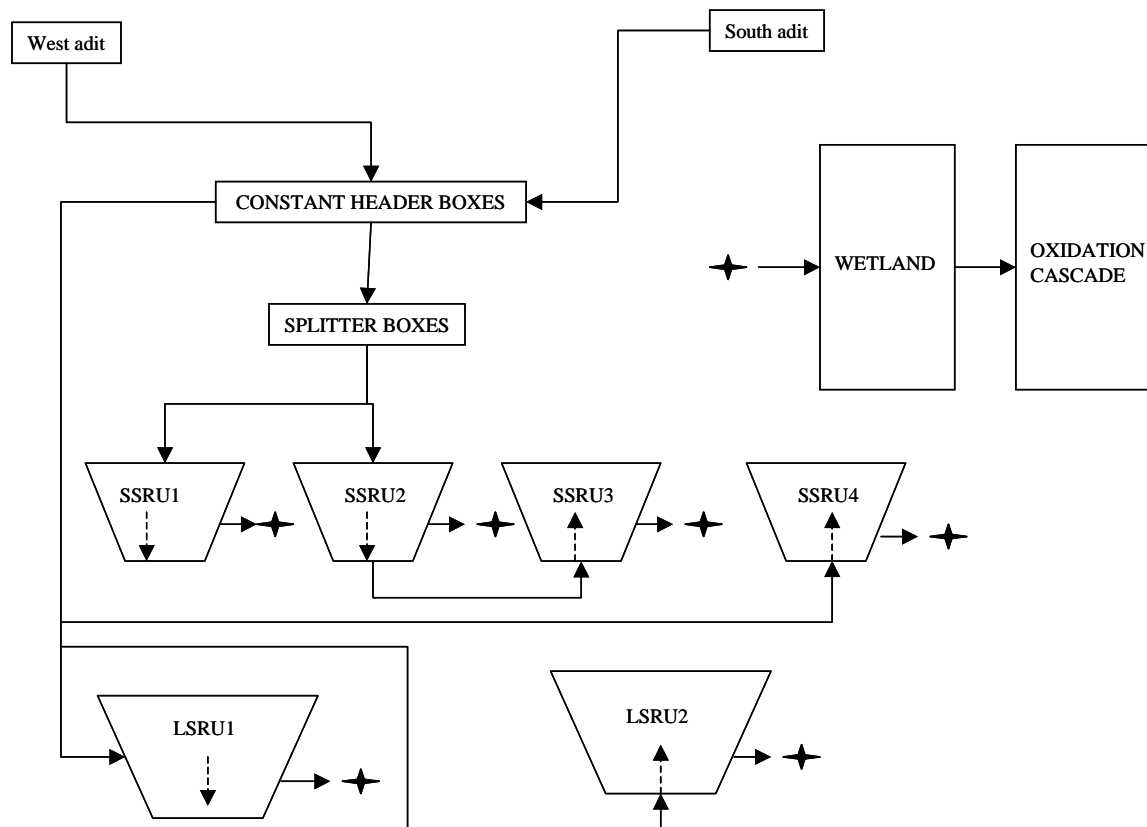 West adit
South adit
CONSTANT HEADER BOXES
WETLAND
OXIDATION
CASCADE
SPLITTER BOXES
SSRU1
SSRU2
SSRU3
SSRU4
LSRU1
LSRU2